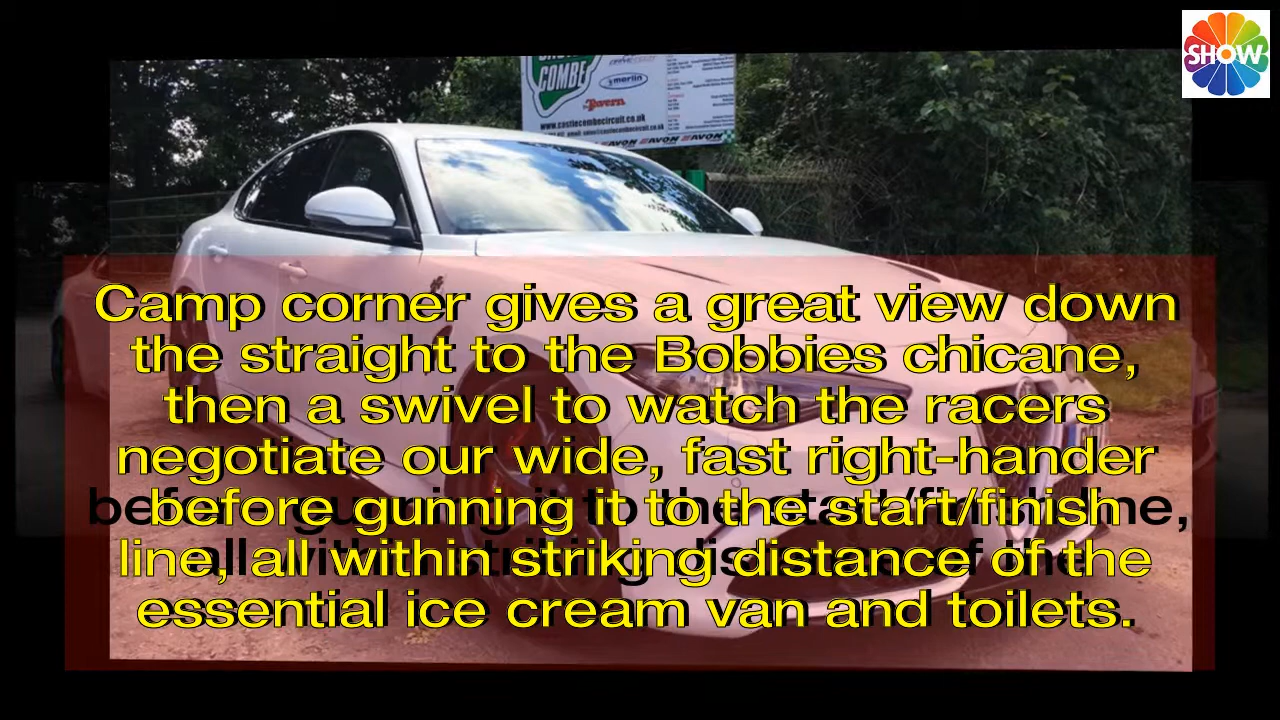 SHOW
COMBE
merlin
Tavern
www.castlecombecircuit.co.uk
AVON AVON AVON
Camp corner gives a great view down
the straight to the Bobbies chicane,
then a swivel to watch the racers
negotiate our wide, fast right-hander
before gunning it to the start/finish
line, all within striking distance of the
essential ice cream van and toilets.